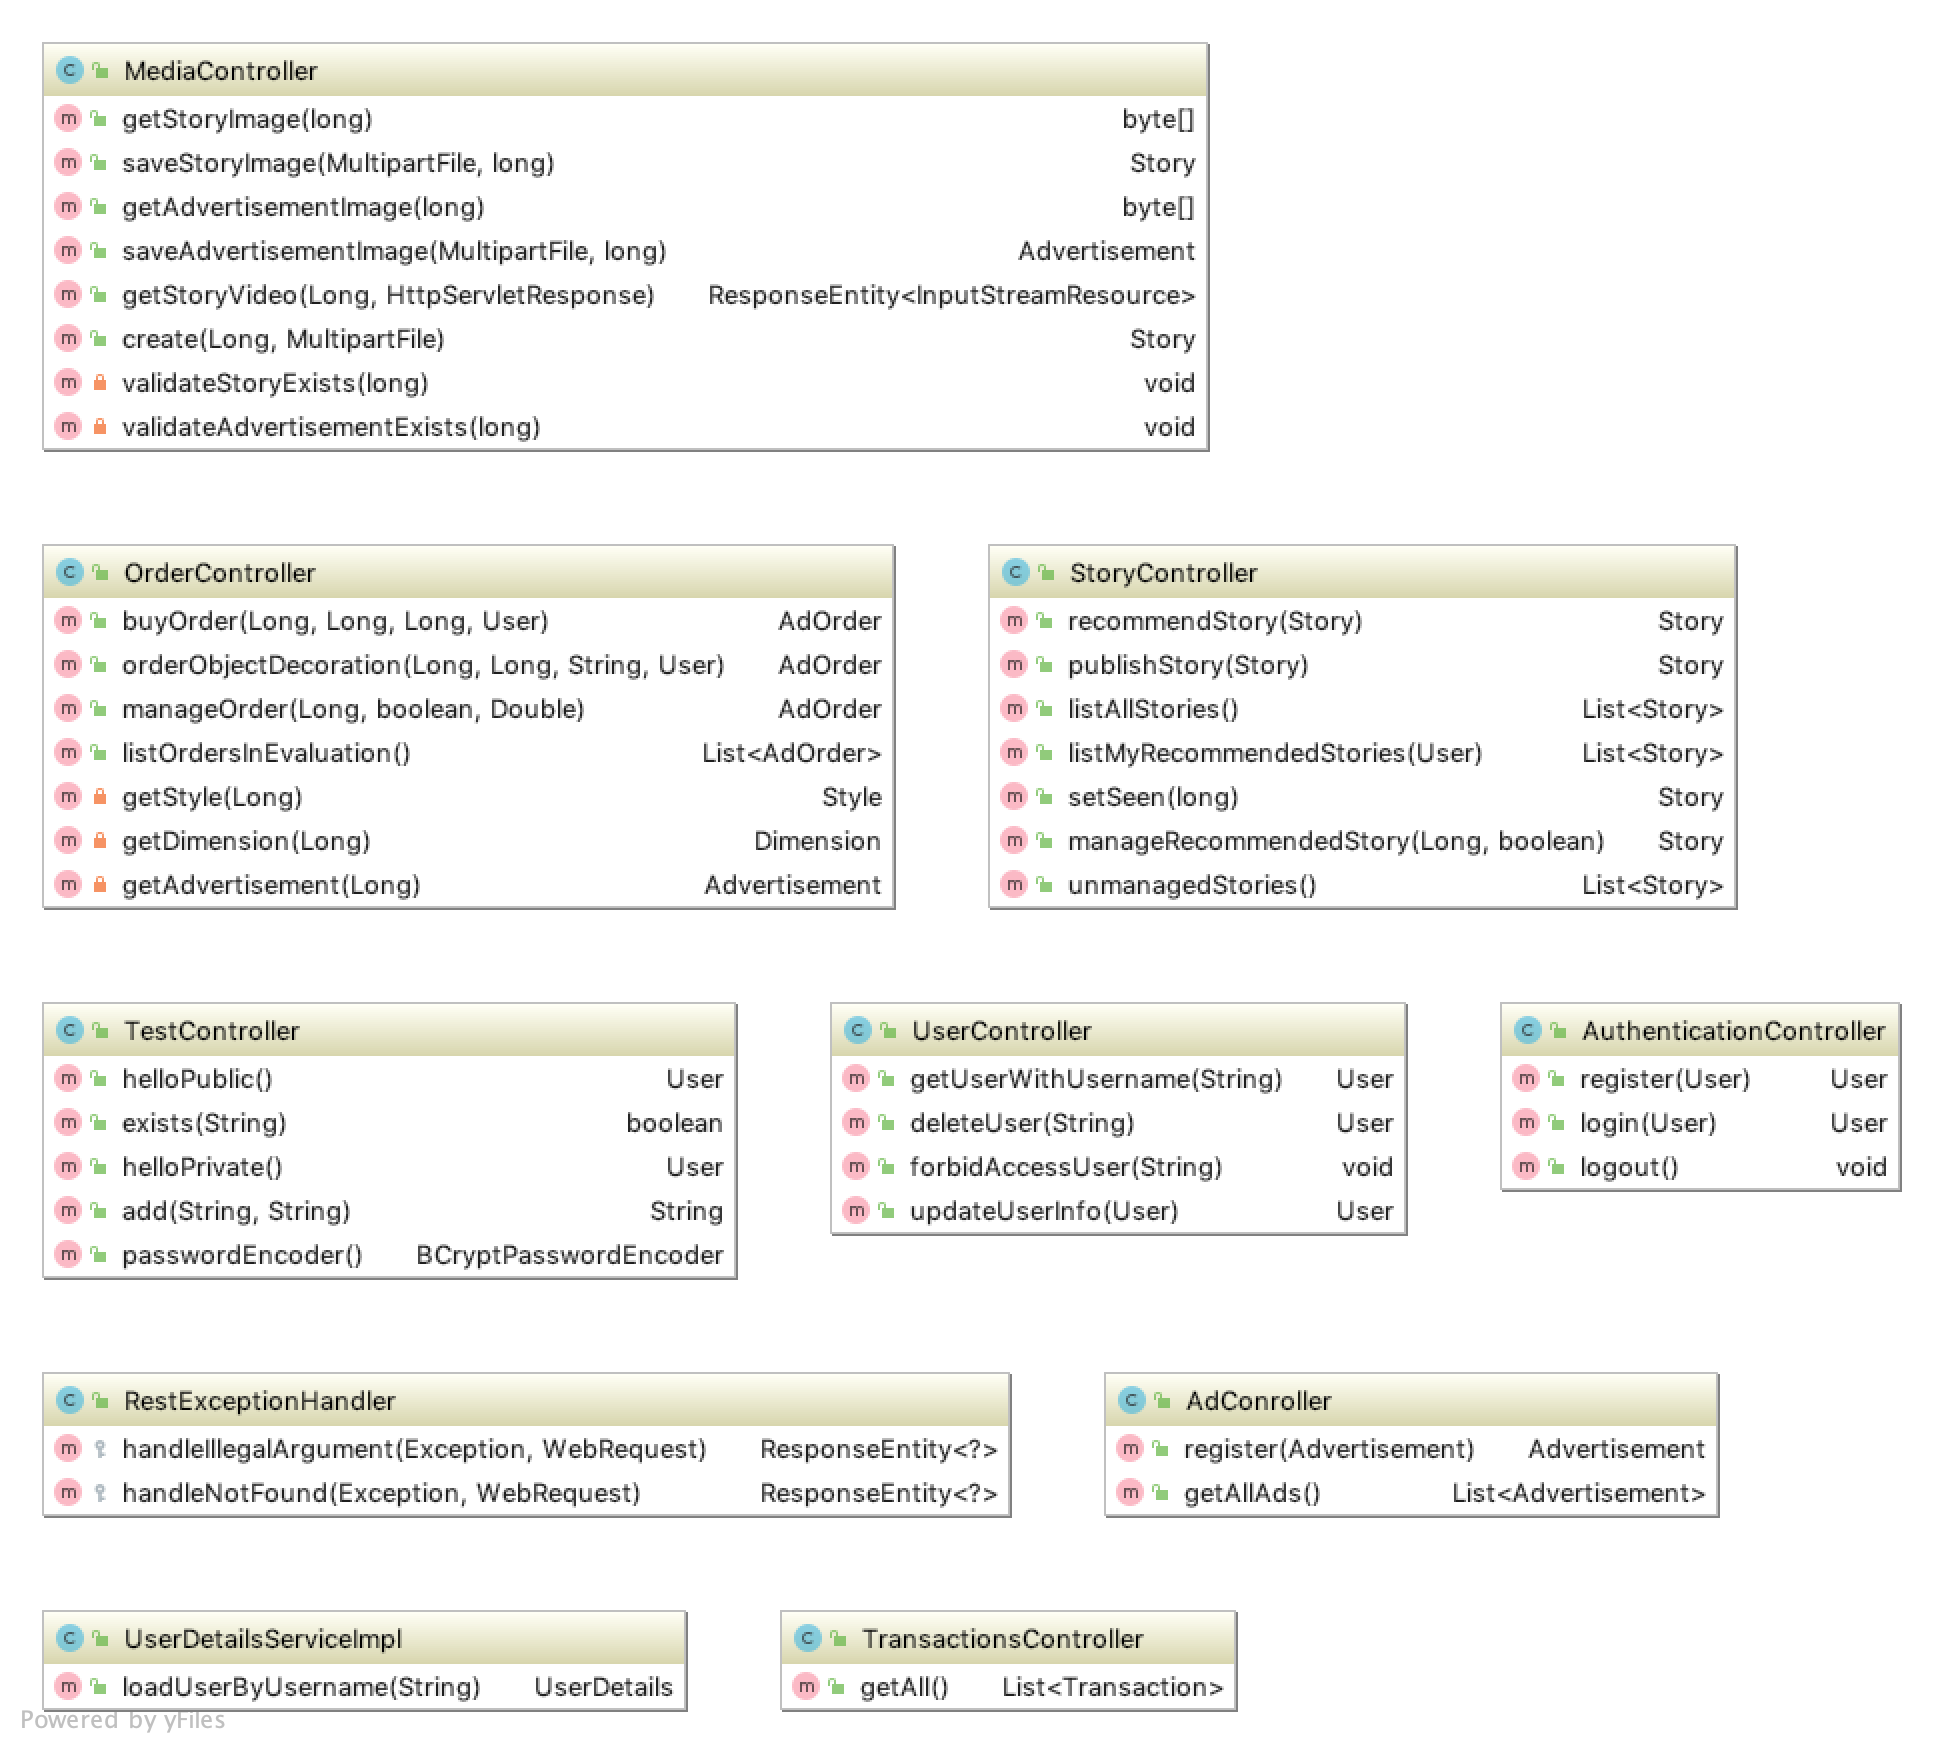 MediaController
getStoryImage(long) byte[]
saveStoryImage(MultipartFile, long) Story
getAdvertisementImage(long) byte[]
saveAdvertisementImage(MultipartFile, long) Advertisement
getStoryVideo(Long, HttpServletResponse) ResponseEntity<InputStreamResource>
create(Long, MultipartFile) Story
validateStoryExists(long) void
validateAdvertisementExists(long) void
OrderController
buyOrder(Long, Long, Long, User) AdOrder
orderObjectDecoration(Long, Long, String, User) AdOrder
manageOrder(Long, boolean, Double) AdOrder
listOrdersInEvaluation() List<AdOrder>
getStyle(Long) Style
getDimension(Long) Dimension
getAdvertisement(Long) Advertisement
StoryController
recommendStory(Story) Story
publishStory(Story) Story
listAllStories() List<Story>
listMyRecommendedStories(User) List<Story>
setSeen(long) Story
manageRecommendedStory(Long, boolean) Story
unmanagedStories() List<Story>
TestController
helloPublic() User
exists(String) boolean
helloPrivate() User
add(String, String) String
passwordEncoder() BCryptPasswordEncoder
UserController
getUserWithUsername(String) User
deleteUser(String) User
forbidAccessUser(String) void
updateUserInfo(User) User
AuthenticationController
register(User) User
login(User) User
logout() void
RestExceptionHandler
handleIllegalArgument(Exception, WebRequest) ResponseEntity<?>
handleNotFound(Exception, WebRequest) ResponseEntity<?>
AdConroller
register(Advertisement) Advertisement
getAllAds() List<Advertisement>
UserDetailsServiceImpl
loadUserByUsername(String) UserDetails
TransactionsController
getAll() List<Transaction>
Powered by yFiles